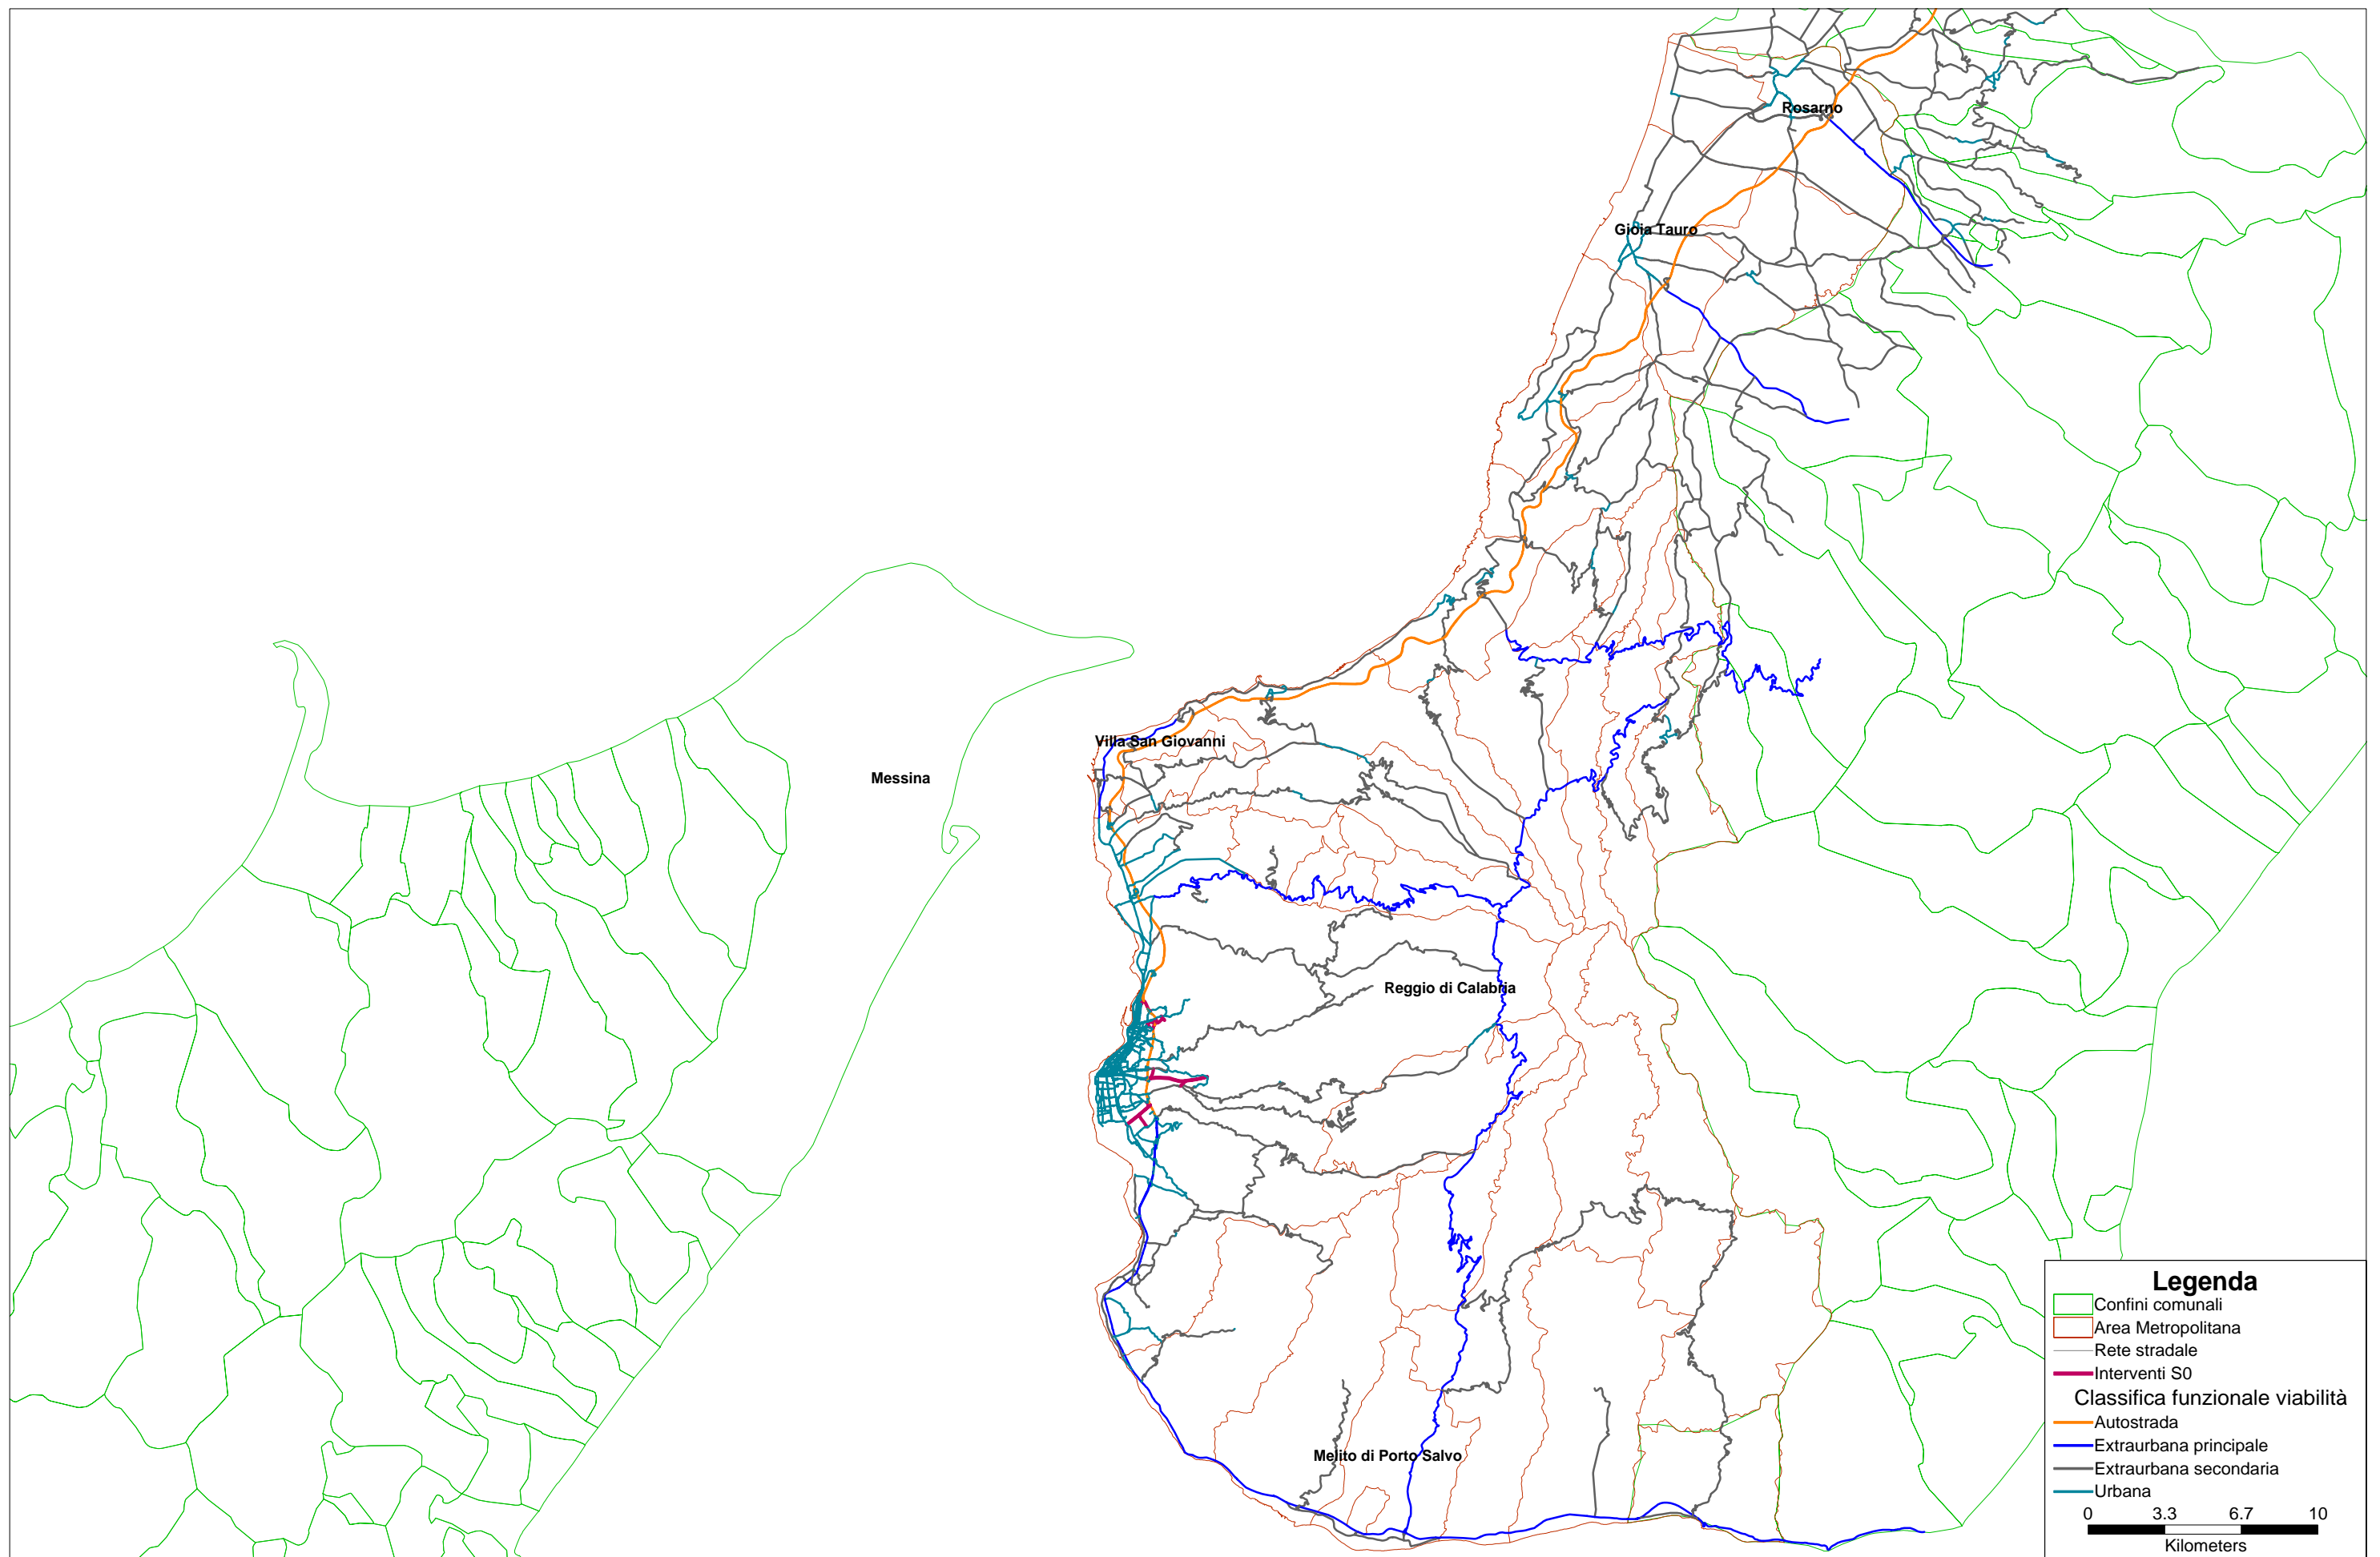 Rosarno
Gioia Tauro
Villa San Giovanni
Messina
Reggio di Calabria
Melito di Porto Salvo
Legenda
Confini comunali
Area Metropolitana
Rete stradale
Interventi S0
Classifica funzionale viabilità
Autostrada
Extraurbana principale
Extraurbana secondaria
Urbana
0 3.3 6.7 10
Kilometers